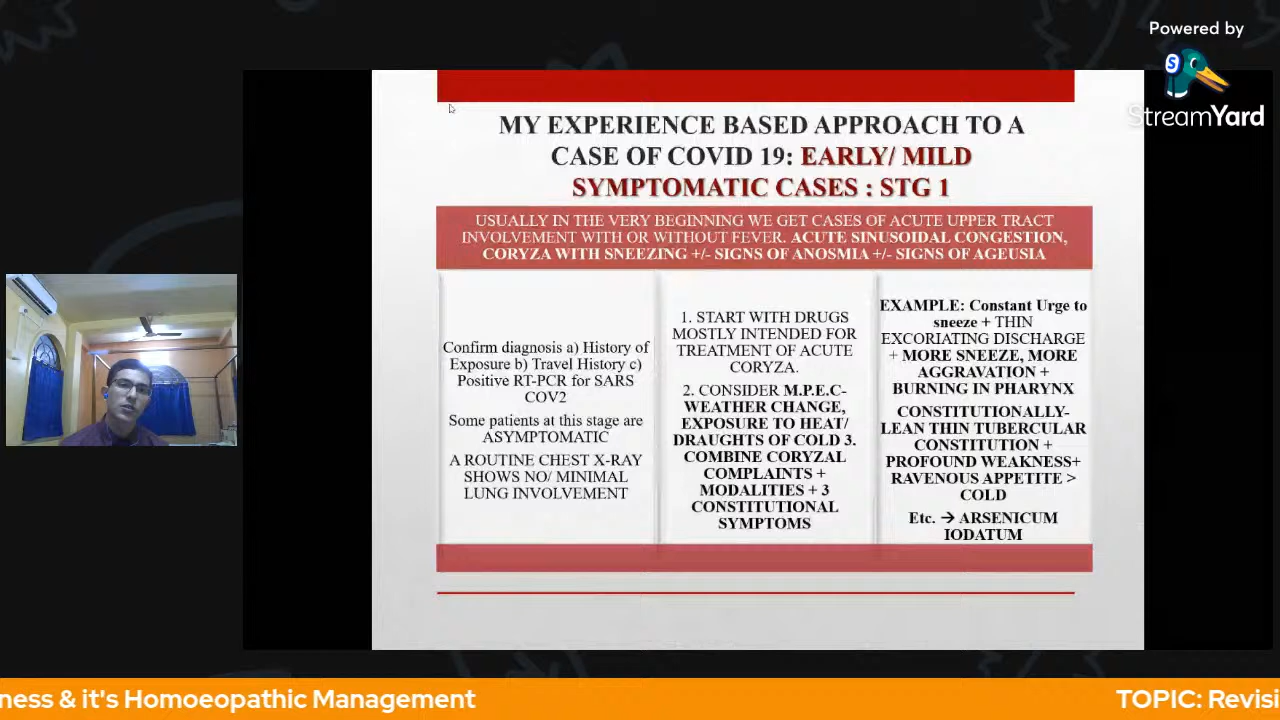 Powered by
S
StreamYard
MY EXPERIENCE BASED APPROACH TO A
CASE OF COVID 19: EARLY/ MILD
SYMPTOMATIC CASES : STG 1
USUALLY IN THE VERY BEGINNING WE GET CASES OF ACUTE UPPER TRACT
INVOLVEMENT WITH OR WITHOUT FEVER. ACUTE SINUSOIDAL CONGESTION,
CORYZA WITH SNEEZING +/- SIGNS OF ANOSMIA +/- SIGNS OF AGEUSIA
Confirm diagnosis a) History of
Exposure b) Travel History c)
Positive RT-PCR for SARS
COV2
Some patients at this stage are
ASYMPTOMATIC
A ROUTINE CHEST X-RAY
SHOWS NO/ MINIMAL
LUNG INVOLVEMENT
1. START WITH DRUGS
MOSTLY INTENDED FOR
TREATMENT OF ACUTE
CORYZA.
2. CONSIDER M.P.E.C-
WEATHER CHANGE,
EXPOSURE TO HEAT/
DRAUGHTS OF COLD 3.
COMBINE CORYZAL
COMPLAINTS +
MODALITIES + 3
CONSTITUTIONAL
SYMPTOMS
EXAMPLE: Constant Urge to
sneeze + THIN
EXCORIATING DISCHARGE
+ MORE SNEEZE, MORE
AGGRAVATION +
BURNING IN PHARYNX
CONSTITUTIONALLY-
LEAN THIN TUBERCULAR
CONSTITUTION +
PROFOUND WEAKNESS+
RAVENOUS APPETITE >
COLD
Etc. → ARSENICUM
IODATUM
ness & it's Homoeopathic Management
TOPIC: Revisi